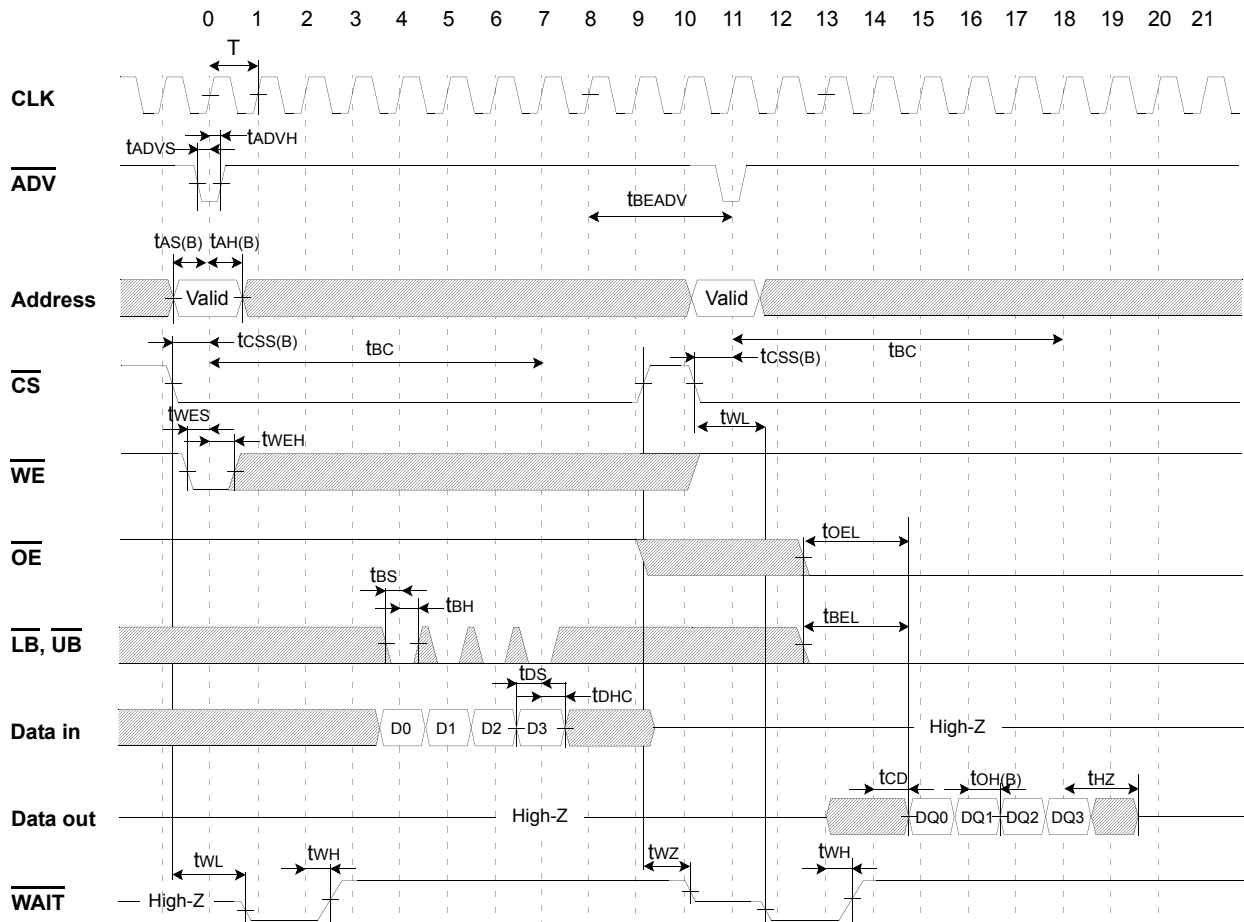 0 1 2 3 4 5 6 7 8 9 10 11 12 13 14 15 16 17 18 19 20 21
T
CLK
tADVH
tADVS
ADV
tBEADV
tAS(B) tAH(B)
Address Valid Valid
tCSS(B) tBC tCSS(B) tBC
CS
tWES tWL
tWEH
WE
tOEL
OE
tBS
tBH tBEL
LB, UB
tDS
tDHC
Data in D0 D1 D2 D3 High-Z
tCD tOH(B) tHZ
Data out High-Z DQ0 DQ1 DQ2 DQ3
tWL tWH tWZ tWH
WAIT High-Z